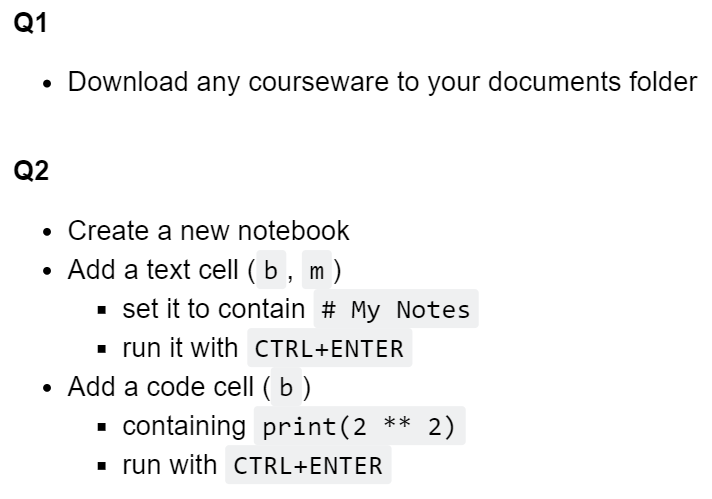 Q1
• Download any courseware to your documents folder
Q2
• Create a new notebook
• Add a text cell ( b , m )
▪ set it to contain # My Notes
▪ run it with CTRL+ENTER
• Add a code cell ( b )
▪ containing print(2 ** 2)
▪ run with CTRL+ENTER